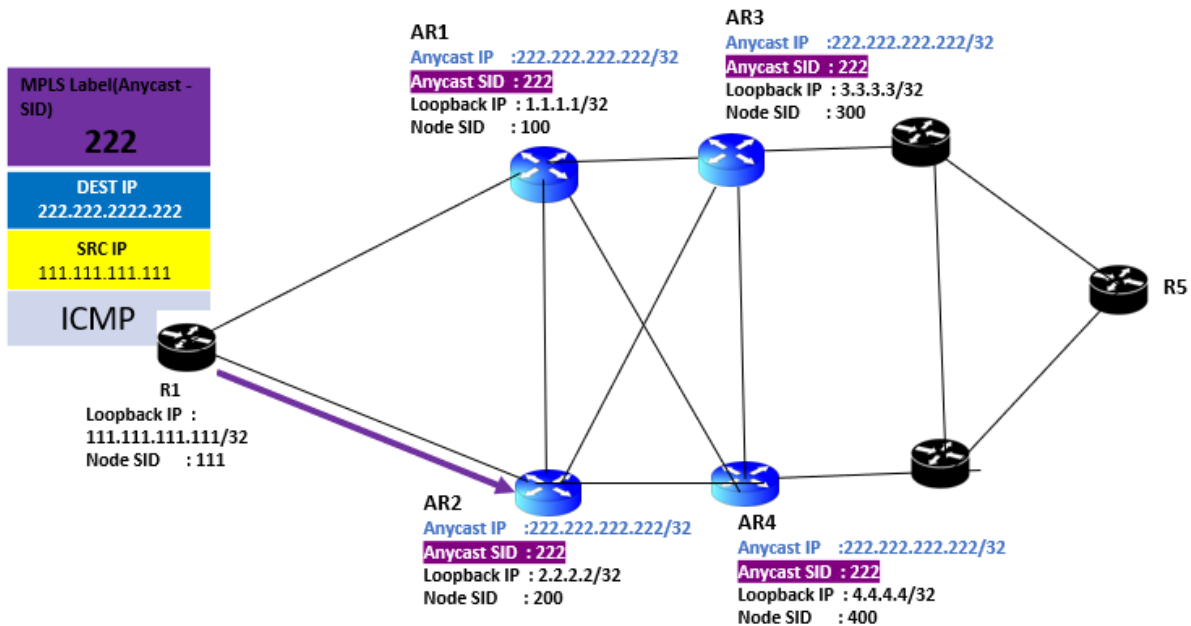 AR1
Anycast IP :222.222.222.222/32
Anycast SID : 222
Loopback IP : 1.1.1.1/32
Node SID : 100
AR3
Anycast IP :222.222.222.222/32
Anycast SID : 222
Loopback IP : 3.3.3.3/32
Node SID : 300
MPLS Label(Anycast -
SID)
222
DEST IP
222.222.2222.222
SRC IP
111.111.111.111
ICMP
R1
Loopback IP :
111.111.111.111/32
Node SID : 111
R5
AR2
Anycast IP :222.222.222.222/32
Anycast SID : 222
Loopback IP : 2.2.2.2/32
Node SID : 200
AR4
Anycast IP :222.222.222.222/32
Anycast SID : 222
Loopback IP : 4.4.4.4/32
Node SID : 400